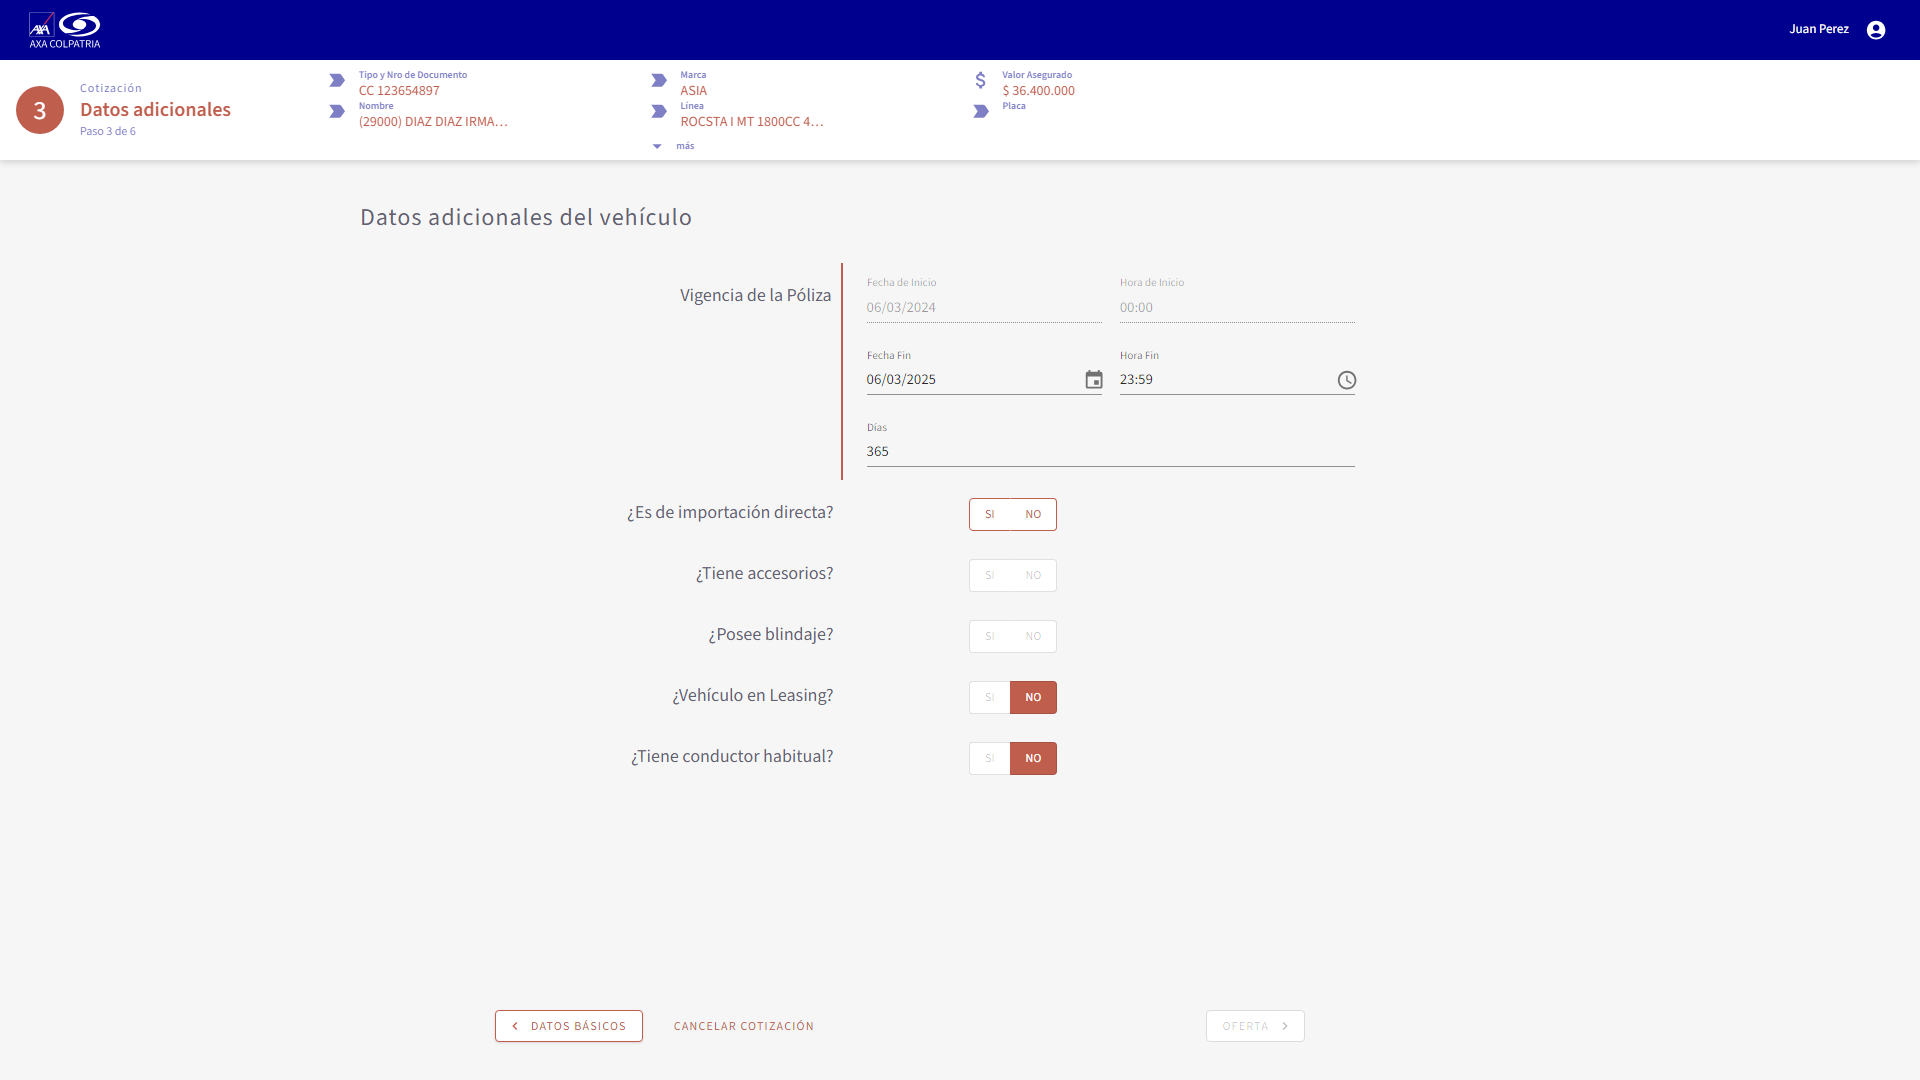 AXA
AXA COLPATRIA
Juan Perez
3
Cotización
Datos adicionales
Paso 3 de 6
Tipo y Nro de Documento
CC 123654897
Nombre
(29000) DIAZ DIAZ IRMA...
Marca
ASIA
Línea
ROCSTA I MT 1800CC 4...
más
Valor Asegurado
$ 36.400.000
Placa
Datos adicionales del vehículo
Vigencia de la Póliza
Fecha de Inicio
06/03/2024
Hora de Inicio
00:00
Fecha Fin
06/03/2025
Hora Fin
23:59
Días
365
¿Es de importación directa?
SI NO
¿Tiene accesorios?
SI NO
¿Posee blindaje?
SI NO
¿Vehículo en Leasing?
SI NO
¿Tiene conductor habitual?
SI NO
DATOS BÁSICOS
CANCELAR COTIZACIÓN
OFERTA